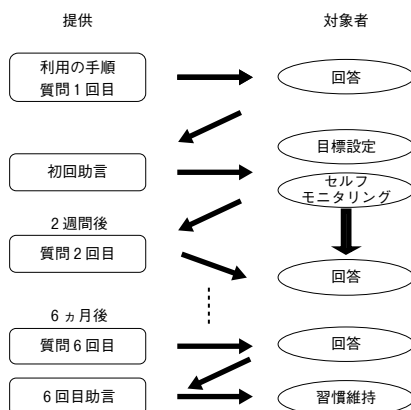 提供
対象者
利用の手順
質問1回目
回答
目標設定
初回助言
セルフ
モニタリング
2週間後
質問2回目
回答
6ヵ月後
質問6回目
回答
6回目助言
習慣維持